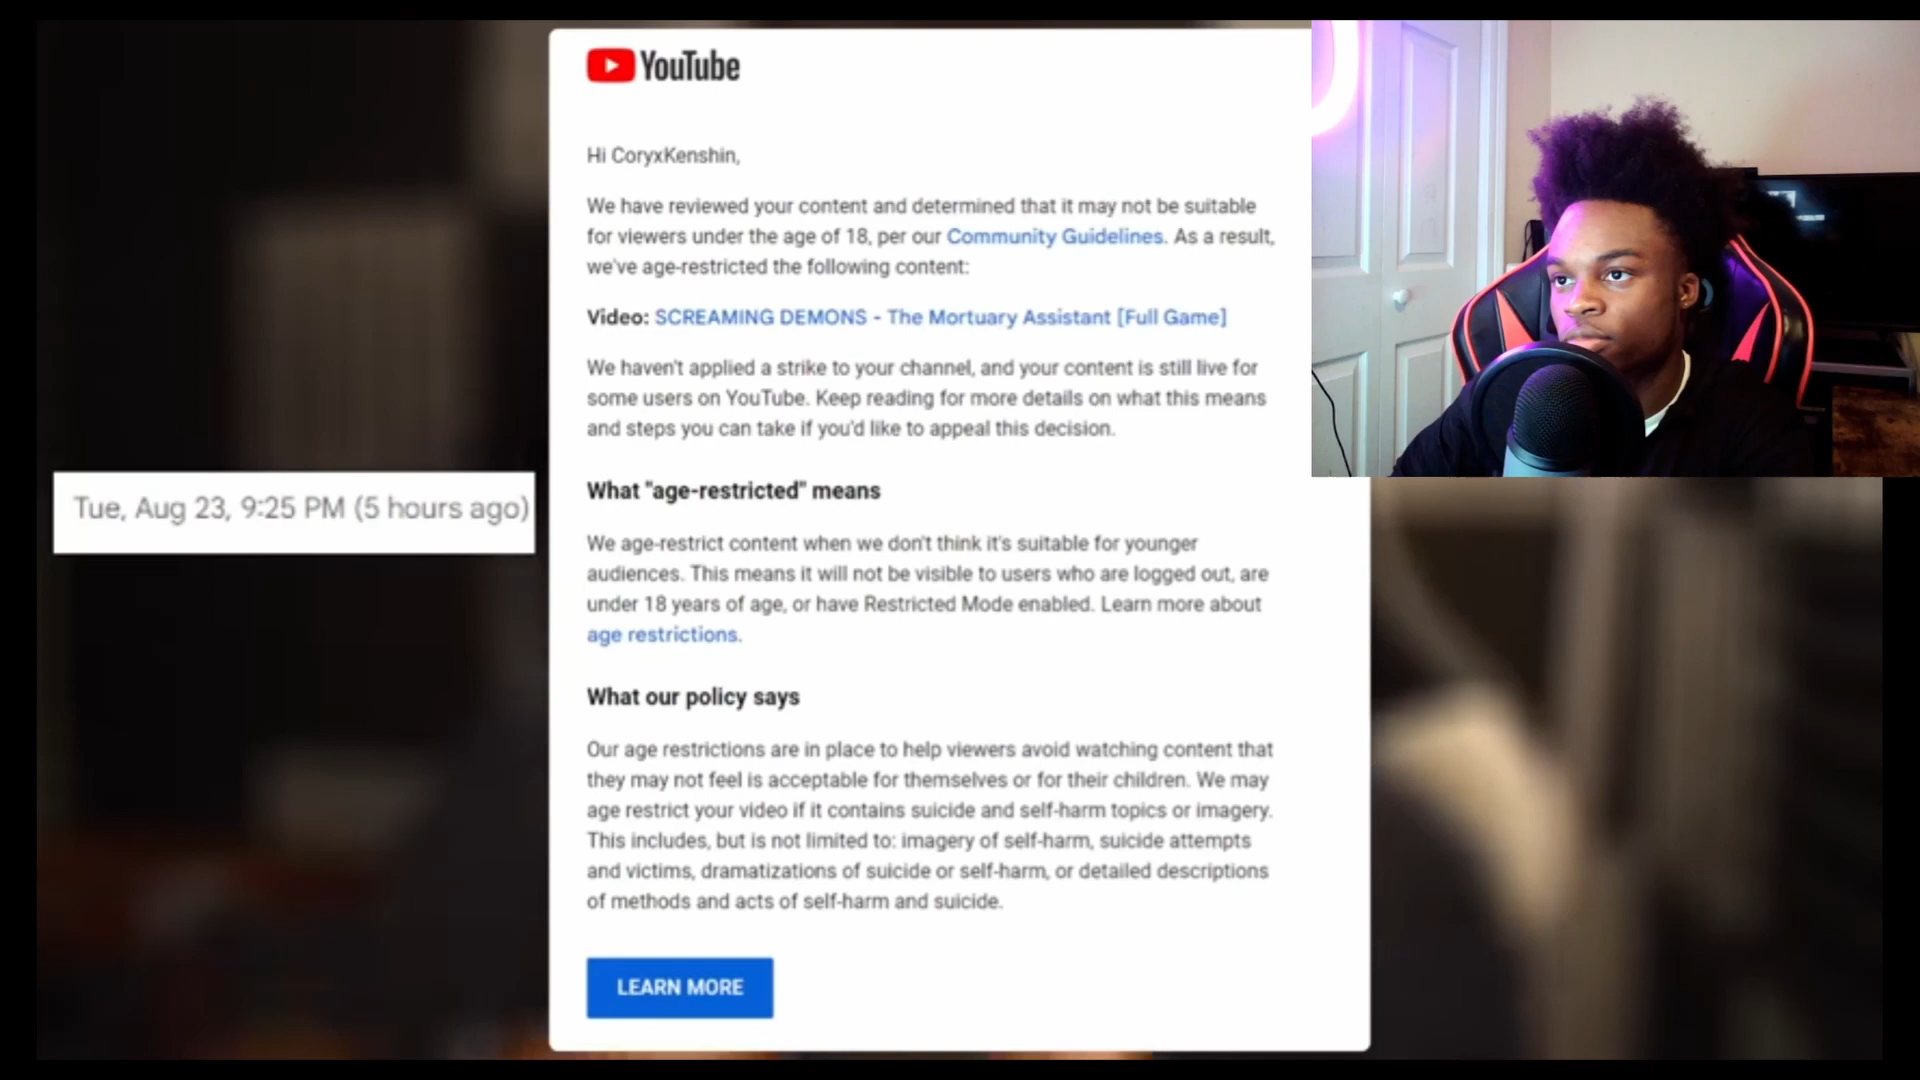 YouTube
Hi CoryxKenshin,
We have reviewed your content and determined that it may not be suitable
for viewers under the age of 18, per our Community Guidelines. As a result,
we've age-restricted the following content:
Video: SCREAMING DEMONS - The Mortuary Assistant [Full Game]
We haven't applied a strike to your channel, and your content is still live for
some users on YouTube. Keep reading for more details on what this means
and steps you can take if you'd like to appeal this decision.
Tue, Aug 23, 9:25 PM (5 hours ago)
What "age-restricted" means
We age-restrict content when we don't think it's suitable for younger
audiences. This means it will not be visible to users who are logged out, are
under 18 years of age, or have Restricted Mode enabled. Learn more about
age restrictions.
What our policy says
Our age restrictions are in place to help viewers avoid watching content that
they may not feel is acceptable for themselves or for their children. We may
age restrict your video if it contains suicide and self-harm topics or imagery.
This includes, but is not limited to: imagery of self-harm, suicide attempts
and victims, dramatizations of suicide or self-harm, or detailed descriptions
of methods and acts of self-harm and suicide.
LEARN MORE